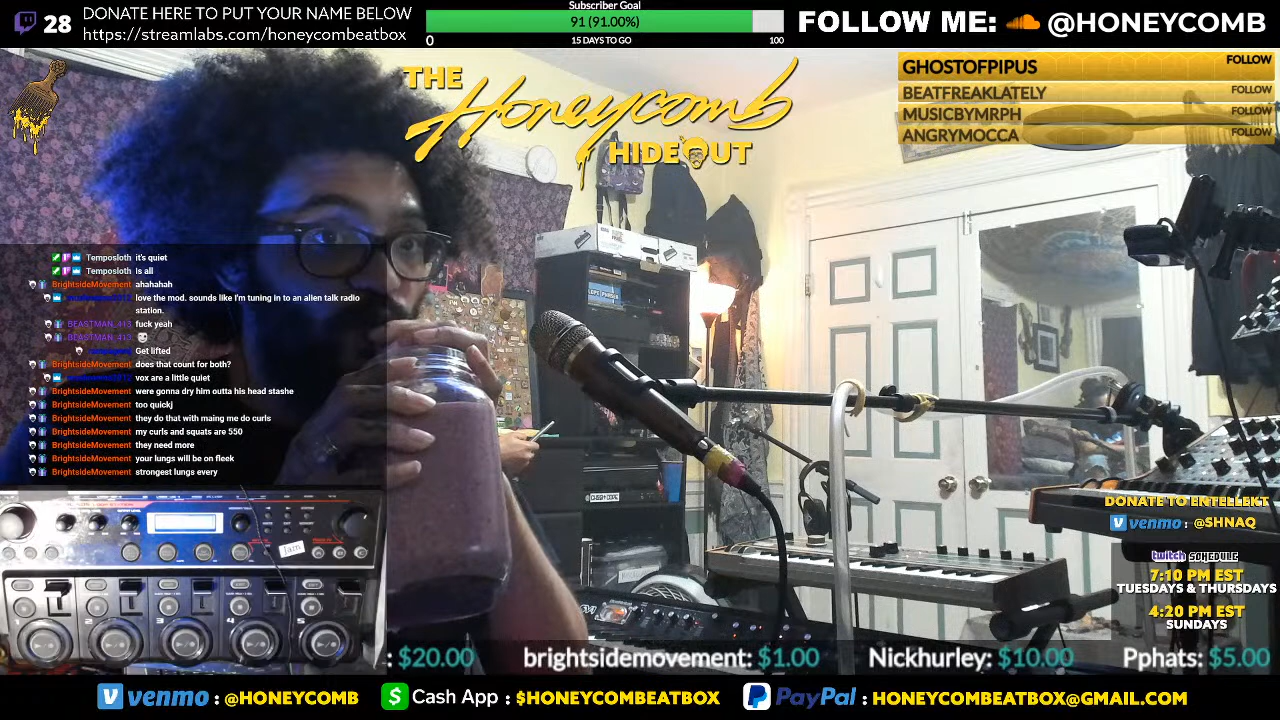 28
DONATE HERE TO PUT YOUR NAME BELOW
https://streamlabs.com/honeycombeatbox
Subscriber Goal
91 (91.00%)
0
15 DAYS TO GO
100
FOLLOW ME: @HONEYCOMB
THE
Honeycomb
HIDEOUT
GHOSTOFPIPUS FOLLOW
BEATFREAKLATELY FOLLOW
MUSICBYMRPH FOLLOW
ANGRYMOCCA FOLLOW
Temposloth it's quiet
Temposloth Is all
BrightsideMovement ahahahah
love the mod. sounds like I'm tuning in to an alien talk radio
station.
BEASTMAN_413 fuck yeah
BEASTMAN_413
Get lifted
BrightsideMovement does that count for both?
vox are a little quiet
BrightsideMovement were gonna dry him outta his head stashe
BrightsideMovement too quickj
BrightsideMovement they do that with maing me do curls
BrightsideMovement my curls and squats are 550
BrightsideMovement they need more
BrightsideMovement your lungs will be on fleek
BrightsideMovement strongest lungs every
1am
1
2
3
4
5
DONATE TO ENTELLEKT
venmo : @SHNAQ
twitch SCHEDULE
7:10 PM EST
TUESDAYS & THURSDAYS
4:20 PM EST
SUNDAYS
: $20.00
brightsidemovement: $1.00
Nickhurley: $10.00
Pphats: $5.00
venmo : @HONEYCOMB
Cash App : $HONEYCOMBEATBOX
PayPal : HONEYCOMBEATBOX@GMAIL.COM